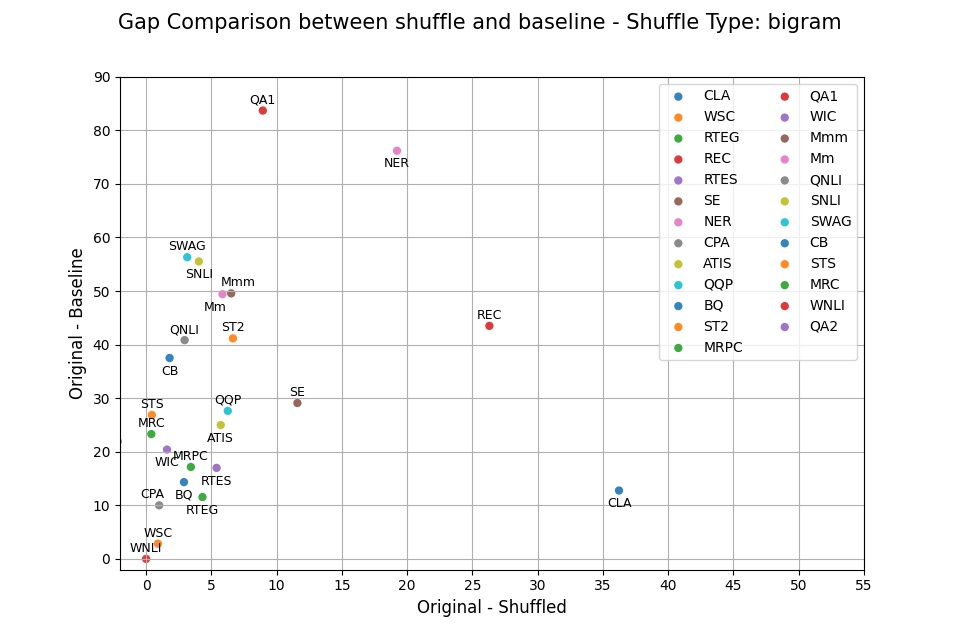 Gap Comparison between shuffle and baseline - Shuffle Type: bigram
Original - Baseline
90
80
70
60
50
40
30
20
10
0
QA1
NER
SWAG
SNLI
Mmm
Mm
REC
ST2
QNLI
CB
SE
QQP
STS
MRC
ATIS
MRPC
WIC
RTES
CPA
BQ
RTEG
CLA
WSC
WNLI
CLA
WSC
RTEG
REC
RTES
SE
NER
CPA
ATIS
QQP
BQ
ST2
MRPC
QA1
WIC
Mmm
Mm
QNLI
SNLI
SWAG
CB
STS
MRC
WNLI
QA2
0 5 10 15 20 25 30 35 40 45 50 55
Original - Shuffled